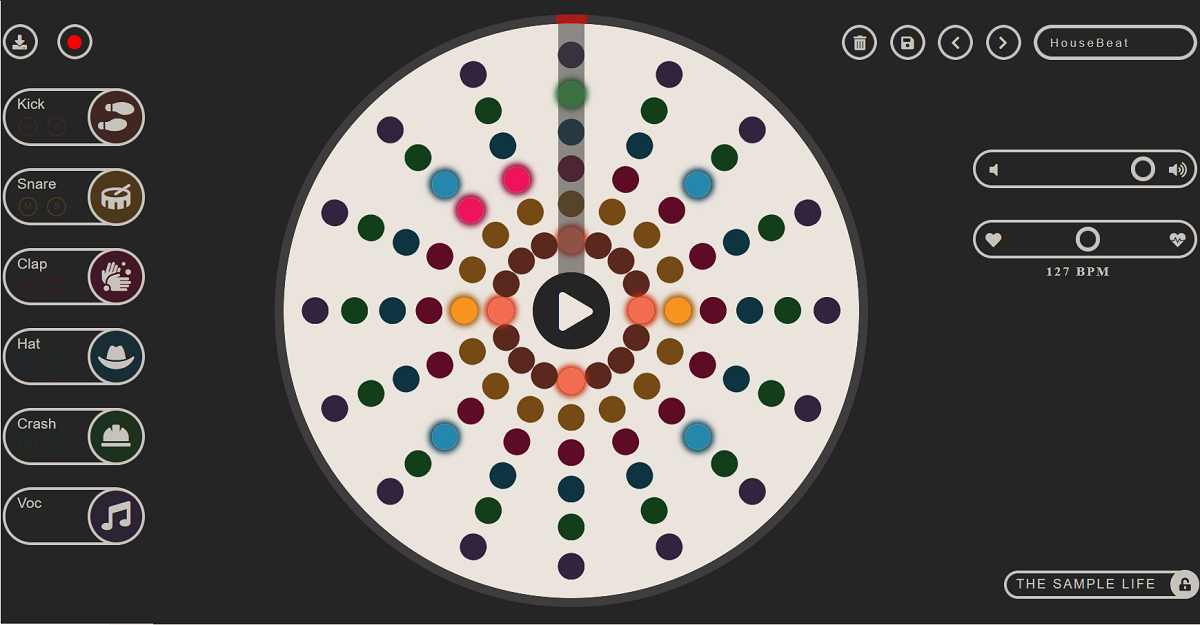 HouseBeat
Kick
Snare
M S
Clap
Hat
Crash
Voc
127 BPM
THE SAMPLE LIFE